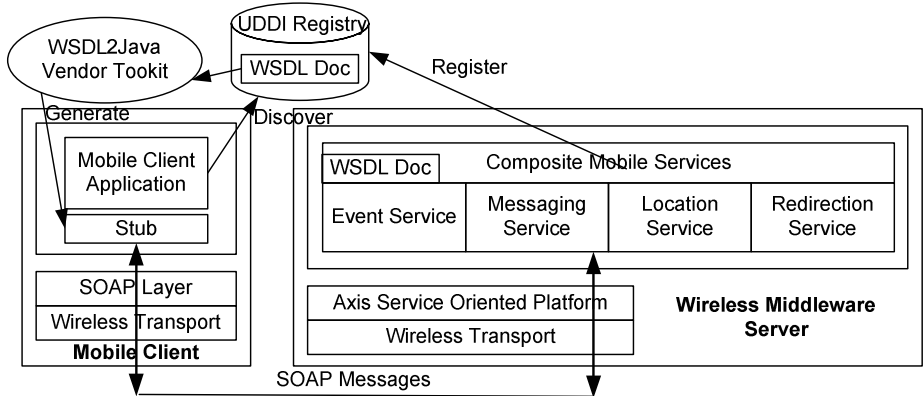 UDDI Registry
WSDL2Java
Vendor Tookit
WSDL Doc
Register
Generate
Discover
Mobile Client
Application
Stub
SOAP Layer
Wireless Transport
Mobile Client
WSDL Doc
Composite Mobile Services
Event Service
Messaging
Service
Location
Service
Redirection
Service
Axis Service Oriented Platform
Wireless Transport
Wireless Middleware
Server
SOAP Messages